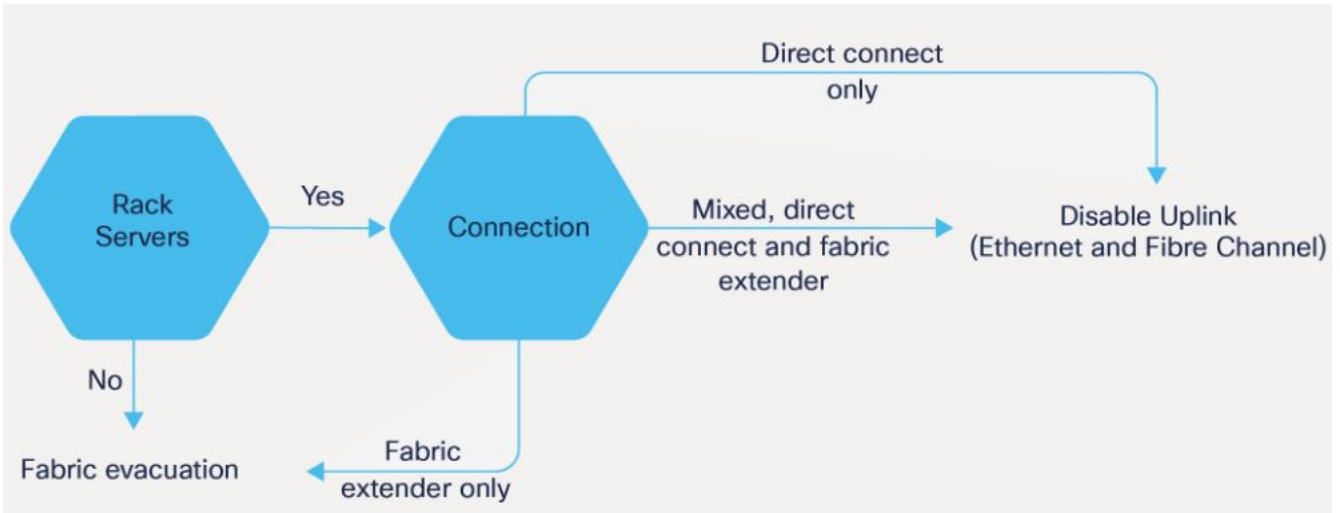 Direct connect
only
Rack
Servers
Yes
Connection
Mixed, direct
connect and fabric
extender
Disable Uplink
(Ethernet and Fibre Channel)
No
Fabric evacuation
Fabric
extender only